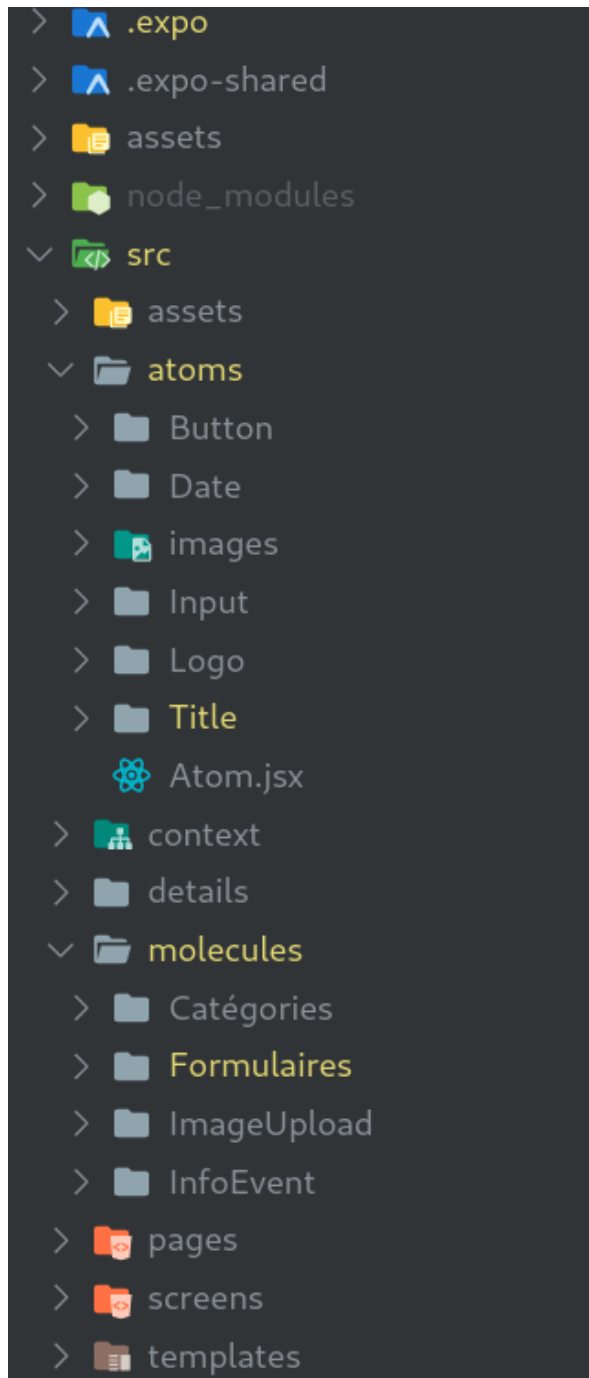 .expo
.expo-shared
assets
node_modules
src
assets
atoms
Button
Date
images
Input
Logo
Title
Atom.jsx
context
details
molecules
Catégories
Formulaires
ImageUpload
InfoEvent
pages
screens
templates